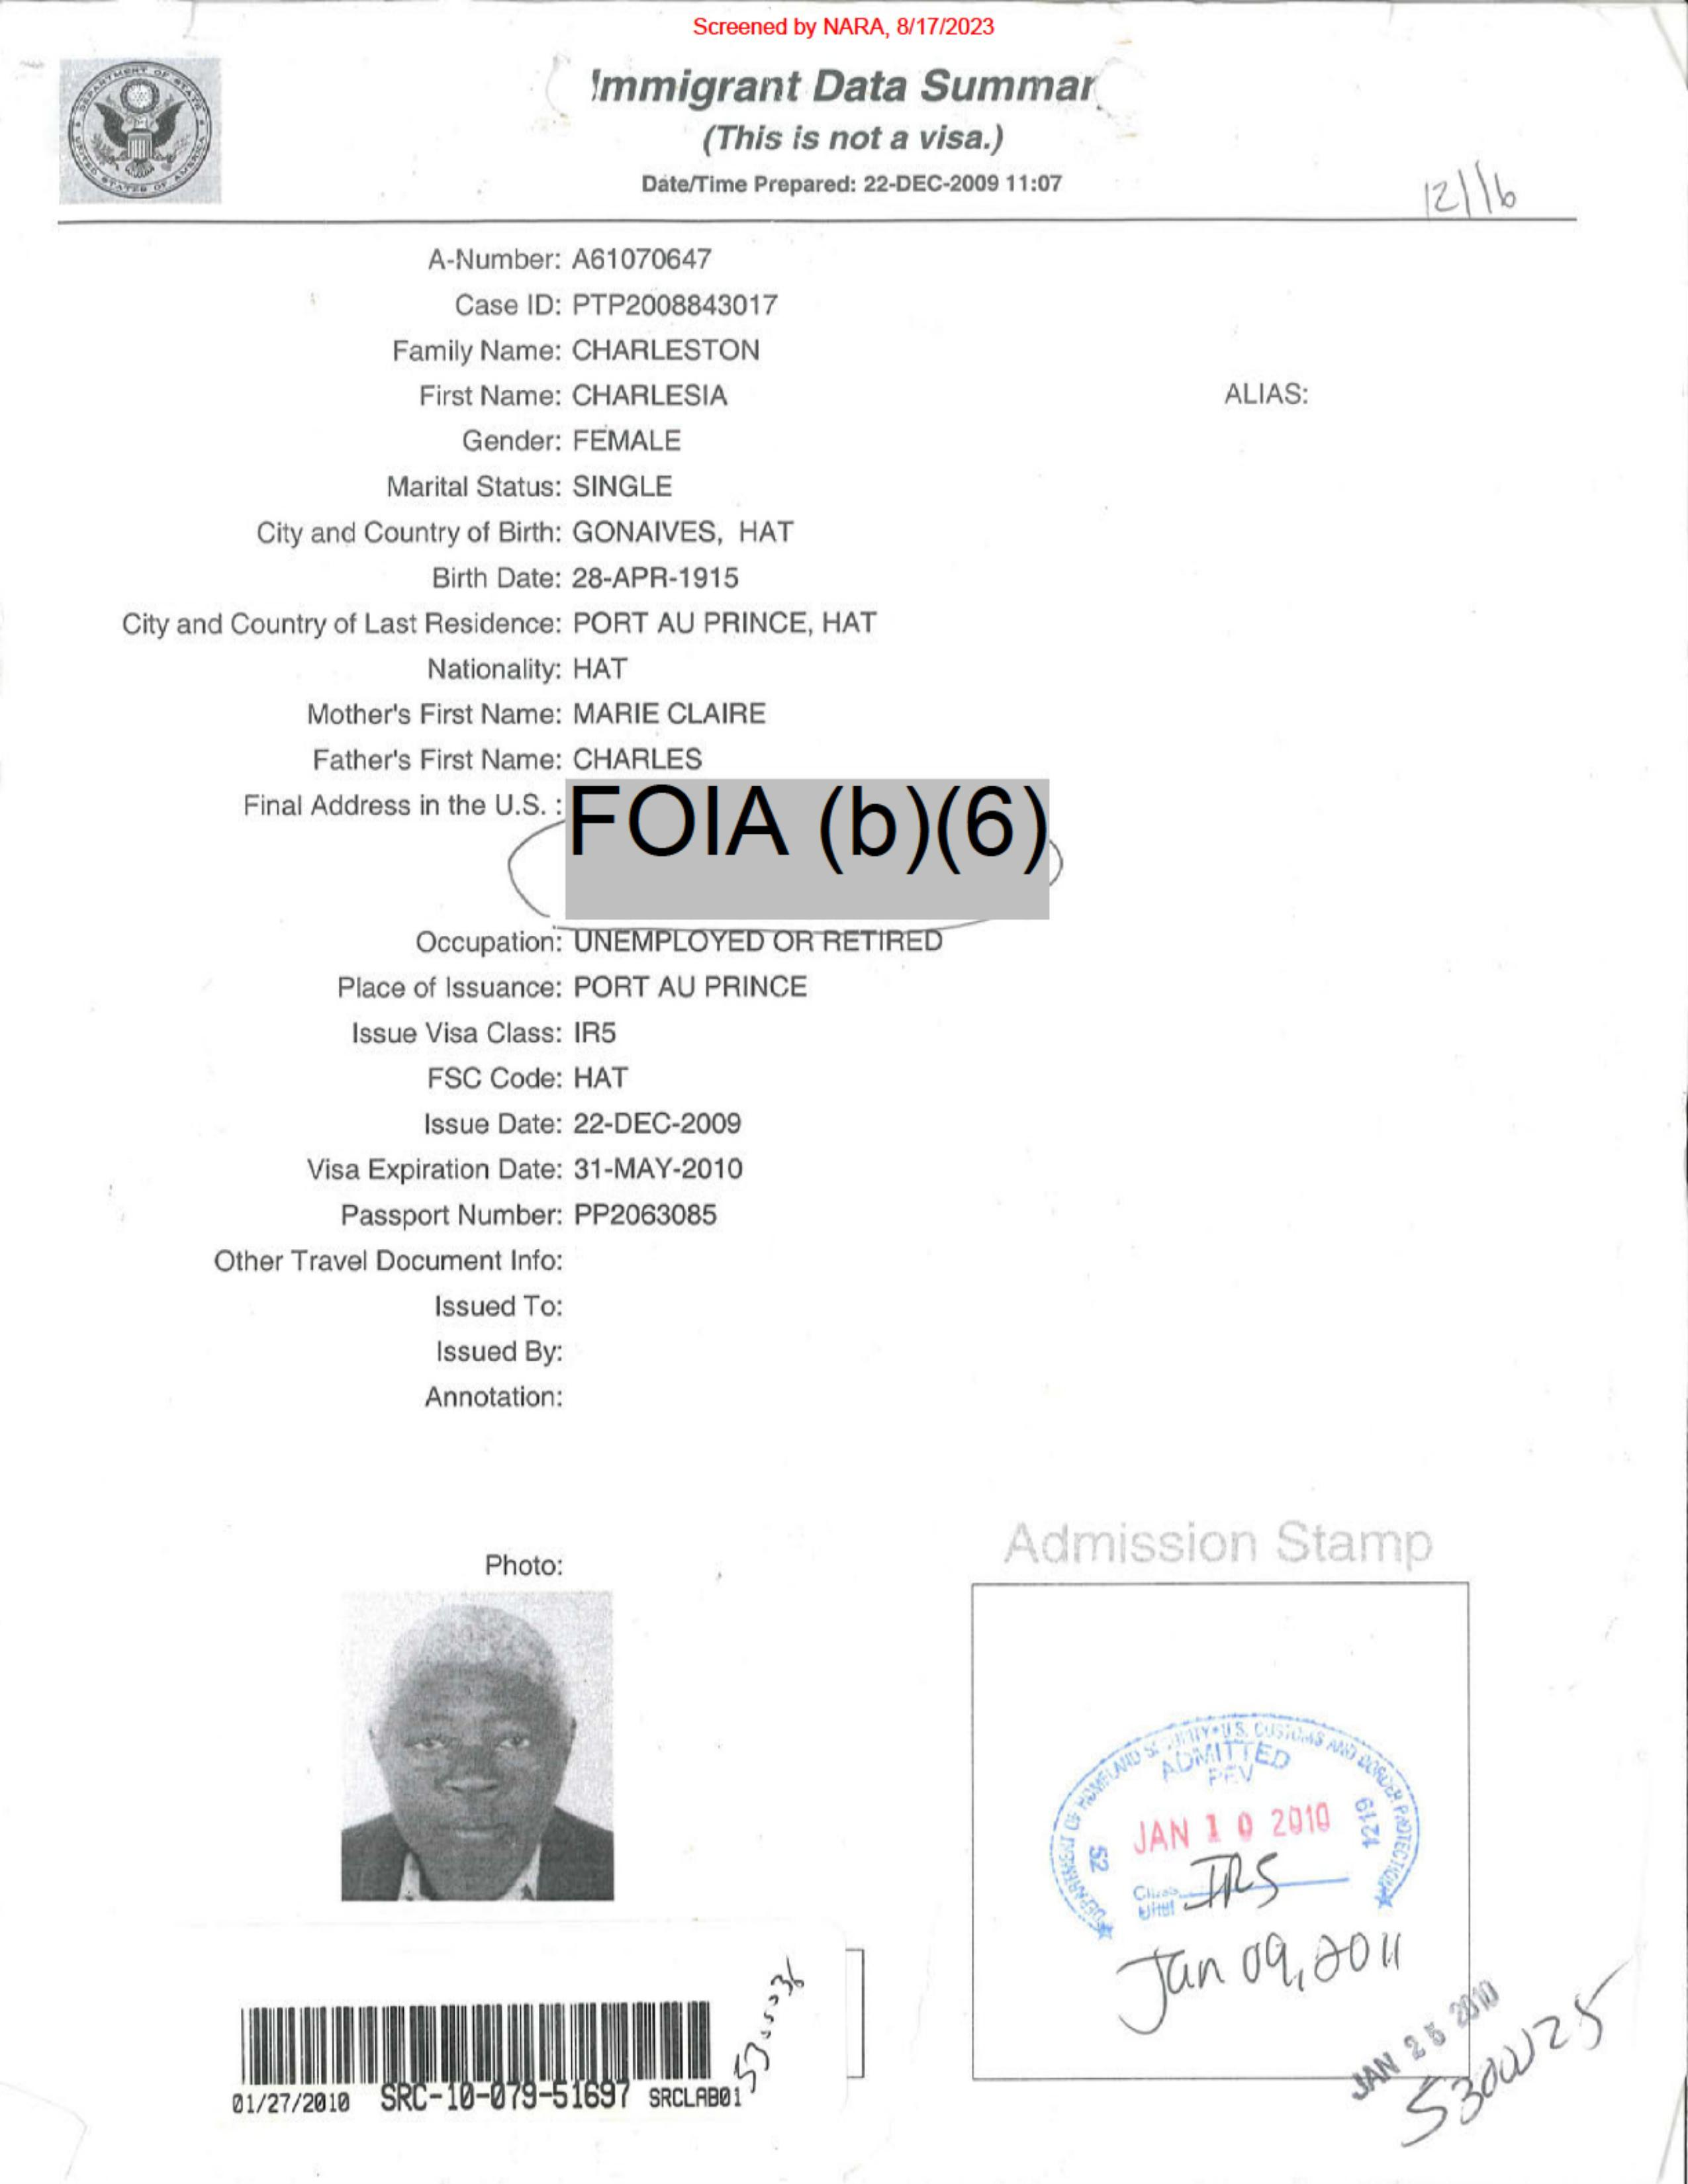 Screened by NARA, 8/17/2023
Immigrant Data Summar
(This is not a visa.)
Date/Time Prepared: 22-DEC-2009 11:07
12/16
A-Number: A61070647
Case ID: PTP2008843017
Family Name: CHARLESTON
First Name: CHARLESIA
ALIAS:
Gender: FEMALE
Marital Status: SINGLE
City and Country of Birth: GONAIVES, HAT
Birth Date: 28-APR-1915
City and Country of Last Residence: PORT AU PRINCE, HAT
Nationality: HAT
Mother's First Name: MARIE CLAIRE
Father's First Name: CHARLES
Final Address in the U.S. : FOIA (b)(6)
Occupation: UNEMPLOYED OR RETIRED
Place of Issuance: PORT AU PRINCE
Issue Visa Class: IR5
FSC Code: HAT
Issue Date: 22-DEC-2009
Visa Expiration Date: 31-MAY-2010
Passport Number: PP2063085
Other Travel Document Info:
Issued To:
Issued By:
Annotation:
Admission Stamp
Photo:
DEPARTMENT OF HOMELAND SECURITY U.S. CUSTOMS AND BORDER PROTECTION
ADMITTED
JAN 10 2010
52
1219
Class
Until
IR5
Jan 09, 2011
JAN 25 2010
01/27/2010 SRC-10-079-51697 SRCLAB01